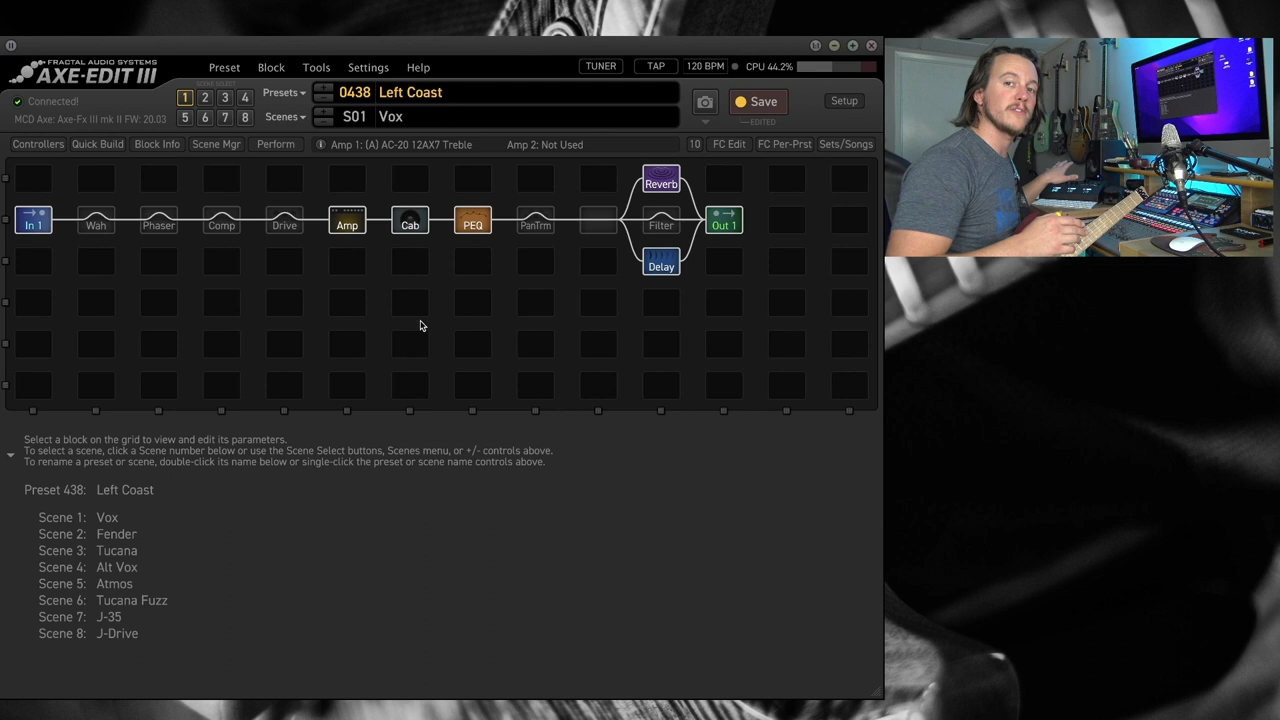 FRACTAL AUDIO SYSTEMS
AXE-EDIT III
Preset Block Tools Settings Help
TUNER TAP 120 BPM CPU 44.2%
SCENE SELECT
1 2 3 4
5 6 7 8
Presets 0438 Left Coast
Scenes S01 Vox
Save
EDITED
Setup
Connected!
MCD Axe: Axe-Fx III mk II FW: 20.03
Controllers Quick Build Block Info Scene Mgr Perform Amp 1: (A) AC-20 12AX7 Treble Amp 2: Not Used 10 FC Edit FC Per-Prst Sets/Songs
Reverb
In 1 Wah Phaser Comp Drive Amp Cab PEQ PanTrm Filter Out 1
Delay
Select a block on the grid to view and edit its parameters.
To select a scene, click a Scene number below or use the Scene Select buttons, Scenes menu, or +/- controls above.
To rename a preset or scene, double-click its name below or single-click the preset or scene name controls above.
Preset 438: Left Coast
Scene 1: Vox
Scene 2: Fender
Scene 3: Tucana
Scene 4: Alt Vox
Scene 5: Atmos
Scene 6: Tucana Fuzz
Scene 7: J-35
Scene 8: J-Drive